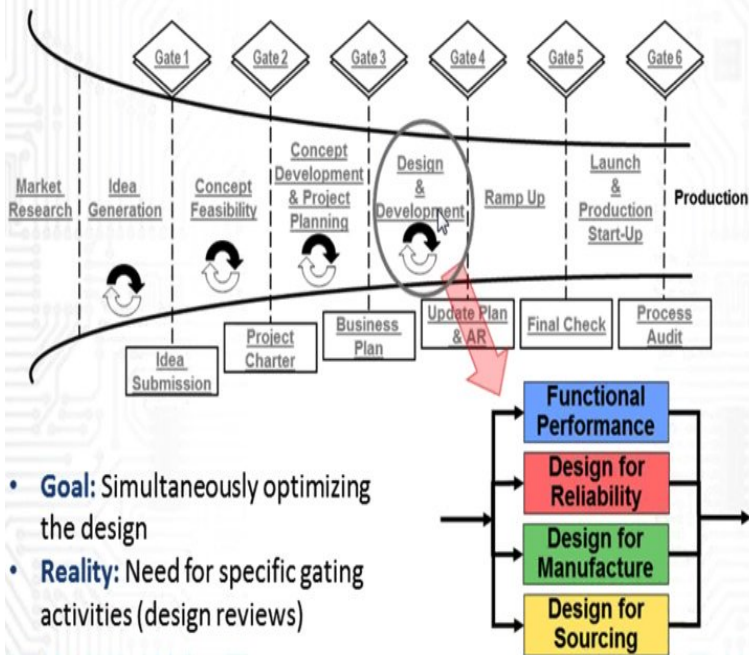 Gate 1
Gate 2
Gate 3
Gate 4
Gate 5
Gate 6
Market
Research
Idea
Generation
Concept
Feasibility
Concept
Development
& Project
Planning
Design
&
Development
Ramp Up
Launch
&
Production
Start-Up
Production
Idea
Submission
Project
Charter
Business
Plan
Update Plan
& AR
Final Check
Process
Audit
Functional
Performance
Design for
Reliability
Design for
Manufacture
Design for
Sourcing
• Goal: Simultaneously optimizing
the design
• Reality: Need for specific gating
activities (design reviews)